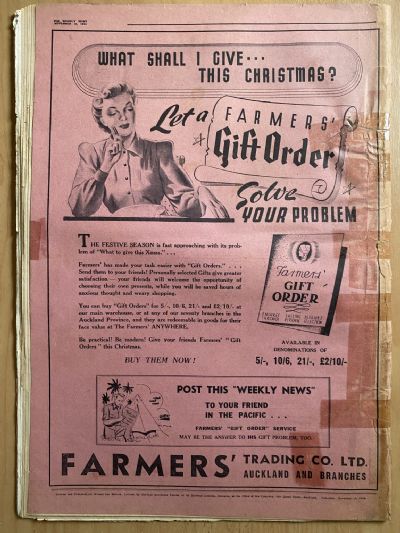 THE WEEKLY NEWS
WHAT SHALL I GIVE...
THIS CHRISTMAS?
Let a FARMERS'
Gift Order
Solve
YOUR PROBLEM
THE FESTIVE SEASON is fast approaching with its prob-
lem of "What to give this Xmas." . . .
Farmers' has made your task easier with "Gift Orders." . . .
Send them to your friends! Personally selected Gifts give greater
satisfaction — your friends will welcome the opportunity of
choosing their own presents, while you will be saved hours of
anxious thought and weary shopping.
You can buy "Gift Orders" for 5/-, 10/6, 21/- and £2/10/- at
our main warehouse, or at any of our seventy branches in the
Auckland Province, and they are redeemable in goods for their
face value at The Farmers' ANYWHERE.
Be practical! Be modern! Give your friends Farmers' "Gift
Orders" this Christmas.
BUY THEM NOW!
Farmers'
GIFT
ORDER
AVAILABLE IN
DENOMINATIONS OF
5/-, 10/6, 21/-, £2/10/-
POST THIS "WEEKLY NEWS"
TO YOUR FRIEND
IN THE PACIFIC . . .
FARMERS' "GIFT ORDER" SERVICE
MAY BE THE ANSWER TO HIS GIFT PROBLEM, TOO.
FARMERS' TRADING CO. LTD.
AUCKLAND AND BRANCHES